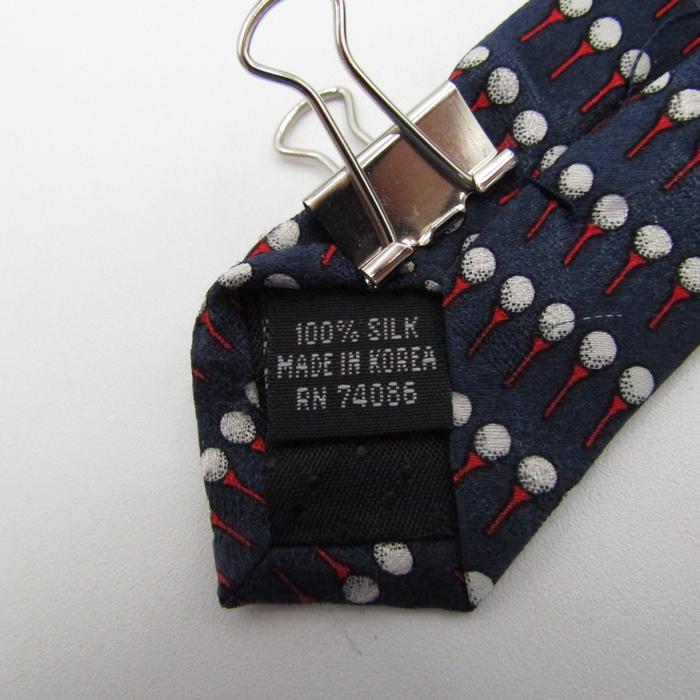 100% SILK
MADE IN KOREA
RN 74086